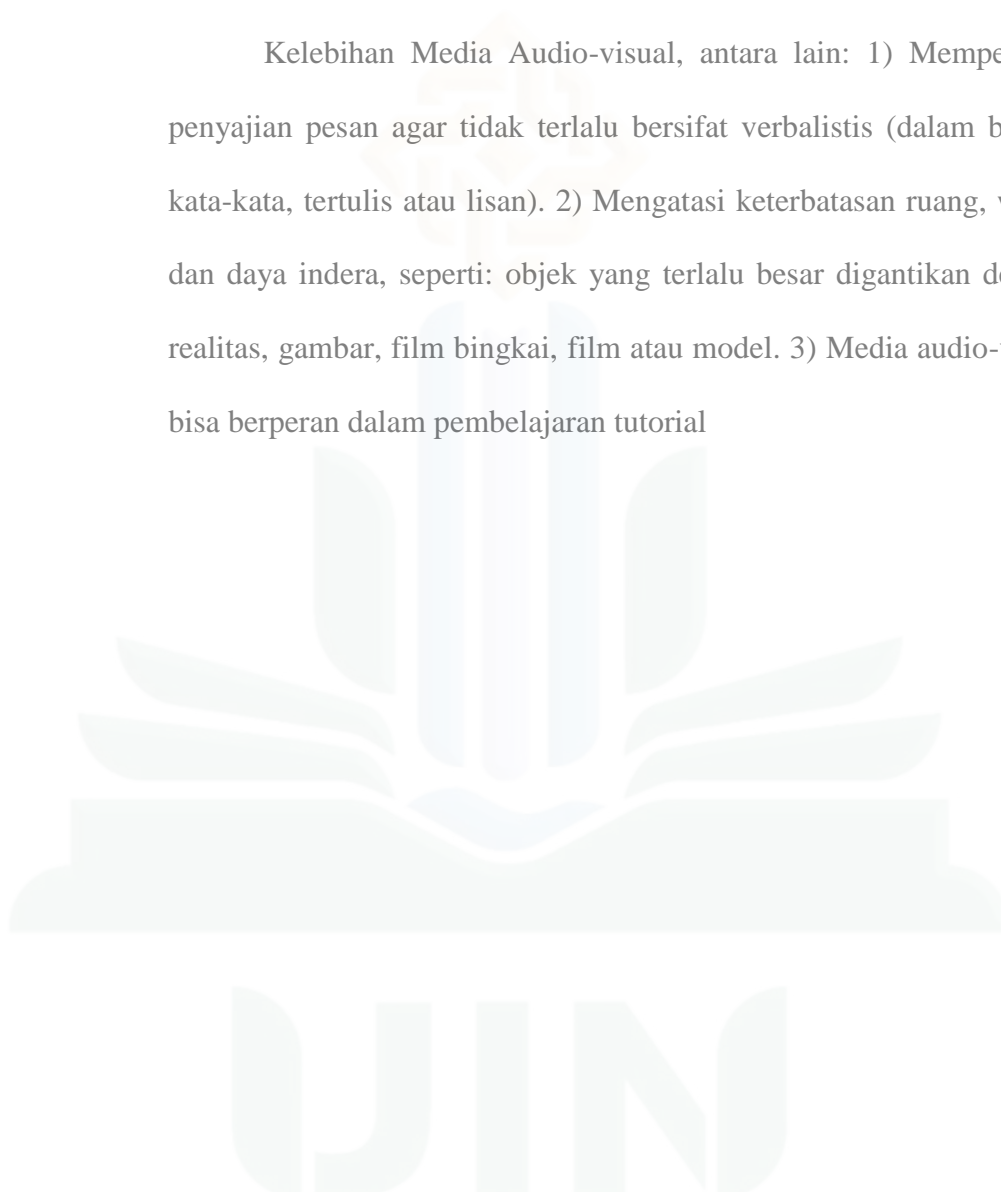 Kelebihan Media Audio-visual, antara lain: 1) Mempe
penyajian pesan agar tidak terlalu bersifat verbalistis (dalam b
kata-kata, tertulis atau lisan). 2) Mengatasi keterbatasan ruang,
dan daya indera, seperti: objek yang terlalu besar digantikan de
realitas, gambar, film bingkai, film atau model. 3) Media audio-
bisa berperan dalam pembelajaran tutorial
UIN